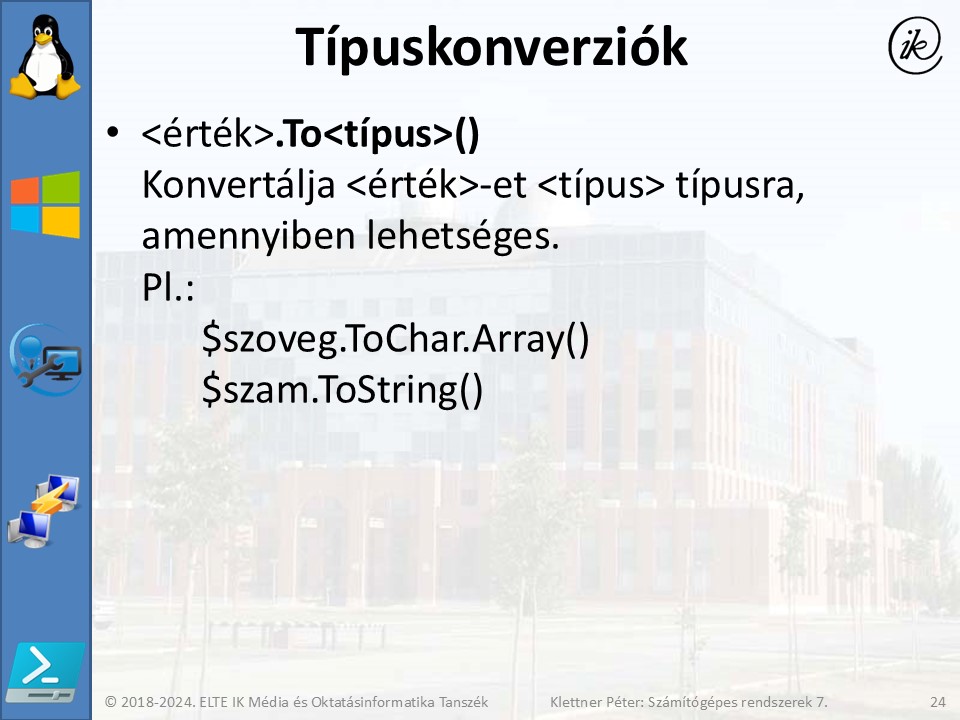 Típuskonverziók
ik
• <érték>.To<típus>()
Konvertálja <érték>-et <típus> típusra,
amennyiben lehetséges.
Pl.:
$szoveg.ToChar.Array()
$szam.ToString()
© 2018-2024. ELTE IK Média és Oktatásinformatika Tanszék Klettner Péter: Számítógépes rendszerek 7. 24